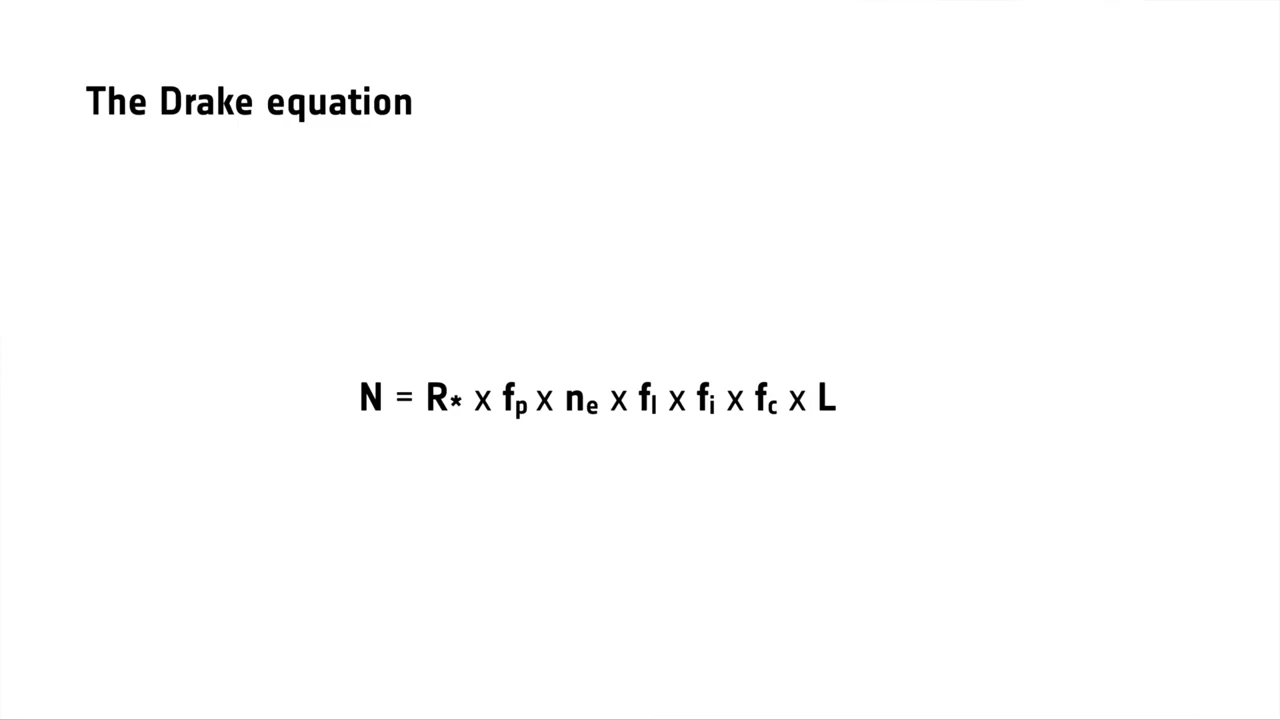 The Drake equation
N = R* x fp x ne x fl x fi x fc x L